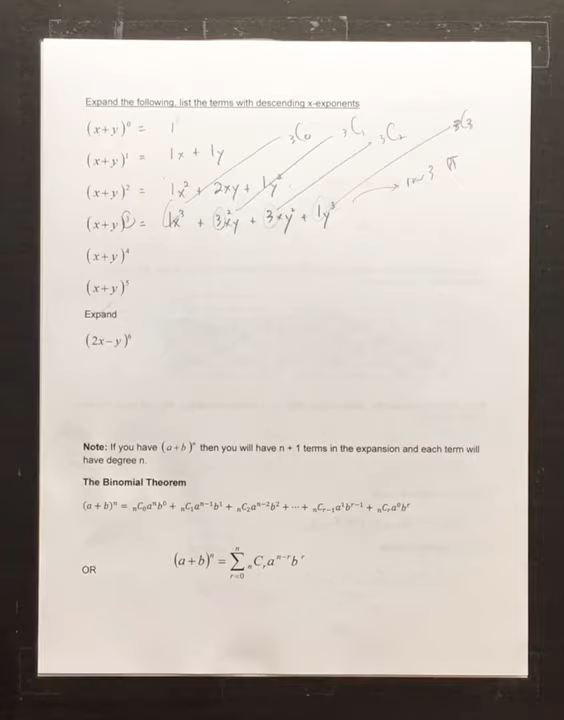 Expand the following, list the terms with descending x-exponents
(x+y)⁰ = 1 ₃C₀ ₃C₁ ₃C₂ ₃C₃
(x+y)¹ = 1x + 1y
(x+y)² = 1x² + 2xy + 1y² row 3
(x+y)³ = 1x³ + 3x²y + 3xy² + 1y³
(x+y)⁴
(x+y)⁵
Expand
(2x-y)⁶
Note: If you have (a+b)ⁿ then you will have n + 1 terms in the expansion and each term will
have degree n.
The Binomial Theorem
(a + b)ⁿ = ₙC₀aⁿb⁰ + ₙC₁aⁿ⁻¹b¹ + ₙC₂aⁿ⁻²b² + ⋯ + ₙCᵣ₋₁a¹bʳ⁻¹ + ₙCᵣa⁰bʳ
OR (a+b)ⁿ = ∑ⁿᵣ₌₀ ₙCᵣaⁿ⁻ʳbʳ